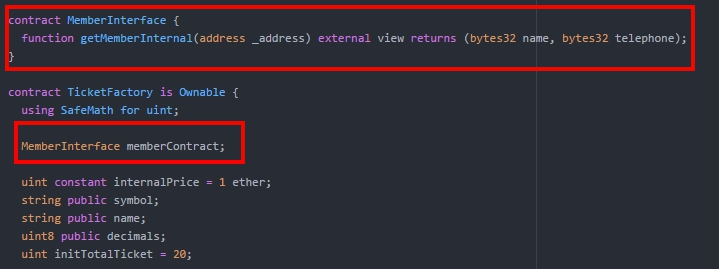 contract MemberInterface {
function getMemberInternal(address _address) external view returns (bytes32 name, bytes32 telephone);
}
contract TicketFactory is Ownable {
using SafeMath for uint;
MemberInterface memberContract;
uint constant internalPrice = 1 ether;
string public symbol;
string public name;
uint8 public decimals;
uint initTotalTicket = 20;